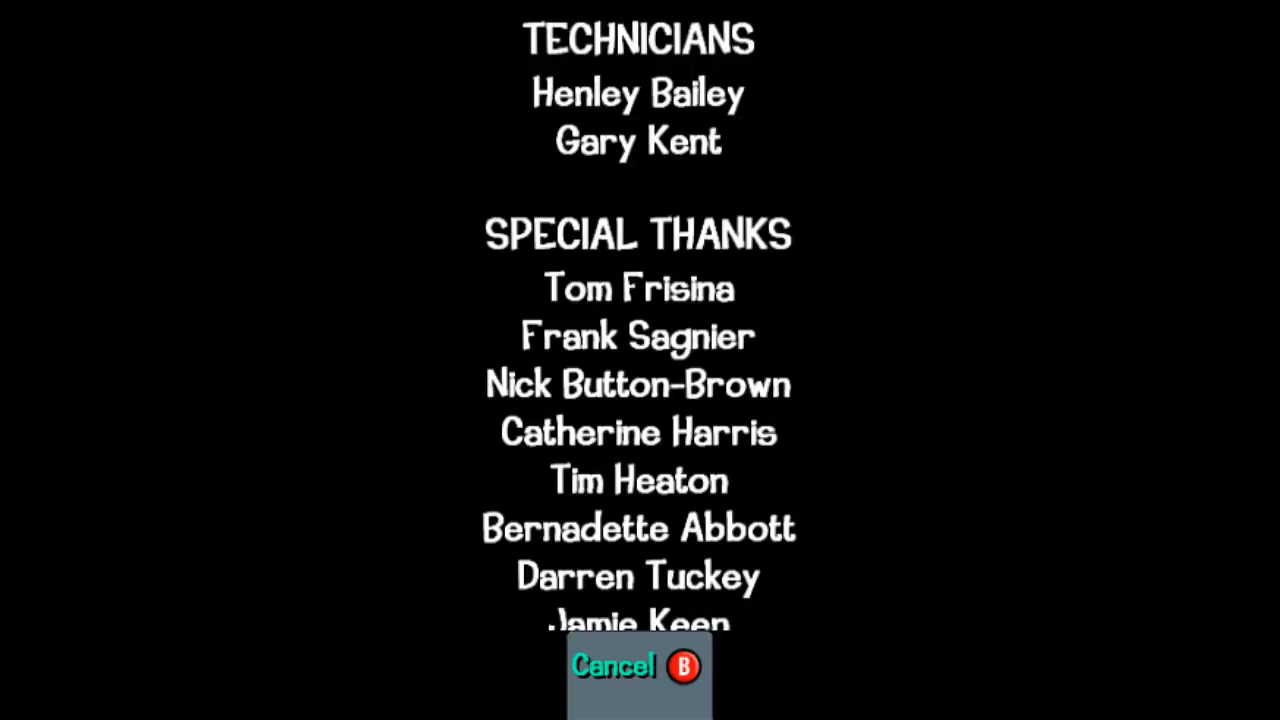 TECHNICIANS
Henley Bailey
Gary Kent
SPECIAL THANKS
Tom Frisina
Frank Sagnier
Nick Button-Brown
Catherine Harris
Tim Heaton
Bernadette Abbott
Darren Tuckey
Jamie Keen
Cancel B